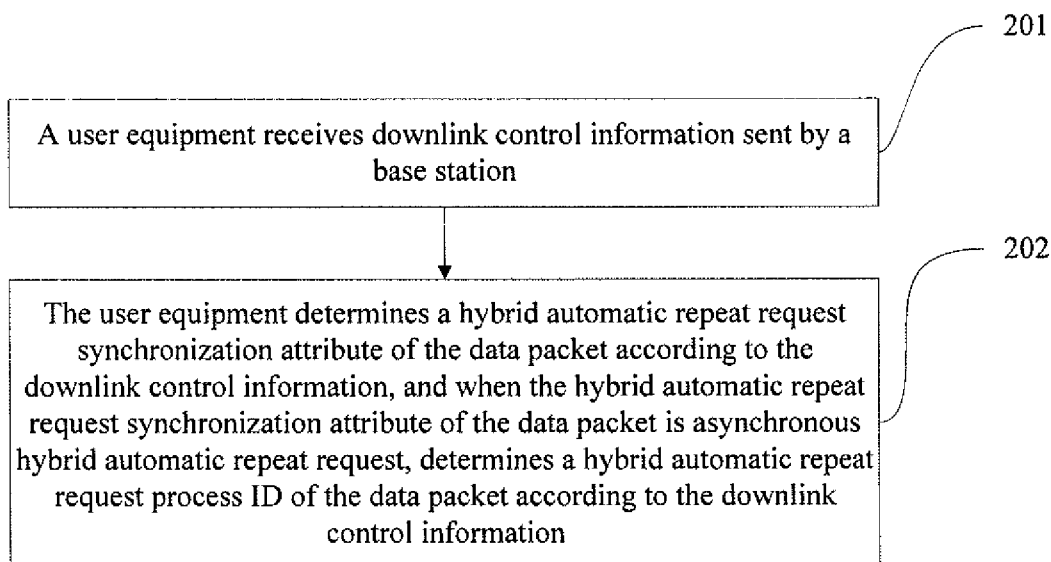 201
A user equipment receives downlink control information sent by a
base station
202
The user equipment determines a hybrid automatic repeat request
synchronization attribute of the data packet according to the
downlink control information, and when the hybrid automatic repeat
request synchronization attribute of the data packet is asynchronous
hybrid automatic repeat request, determines a hybrid automatic repeat
request process ID of the data packet according to the downlink
control information